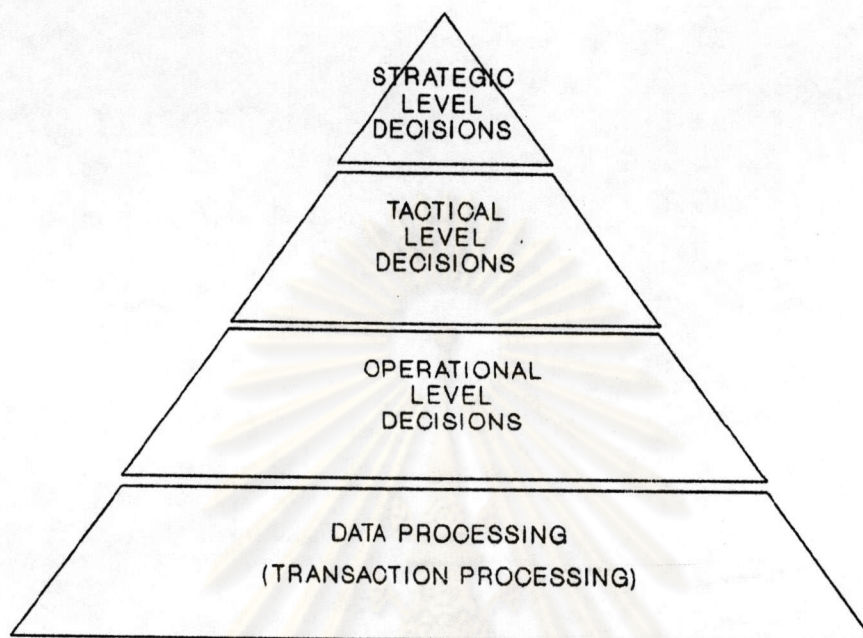 STRATEGIC
LEVEL
DECISIONS
TACTICAL
LEVEL
DECISIONS
OPERATIONAL
LEVEL
DECISIONS
DATA PROCESSING
(TRANSACTION PROCESSING)